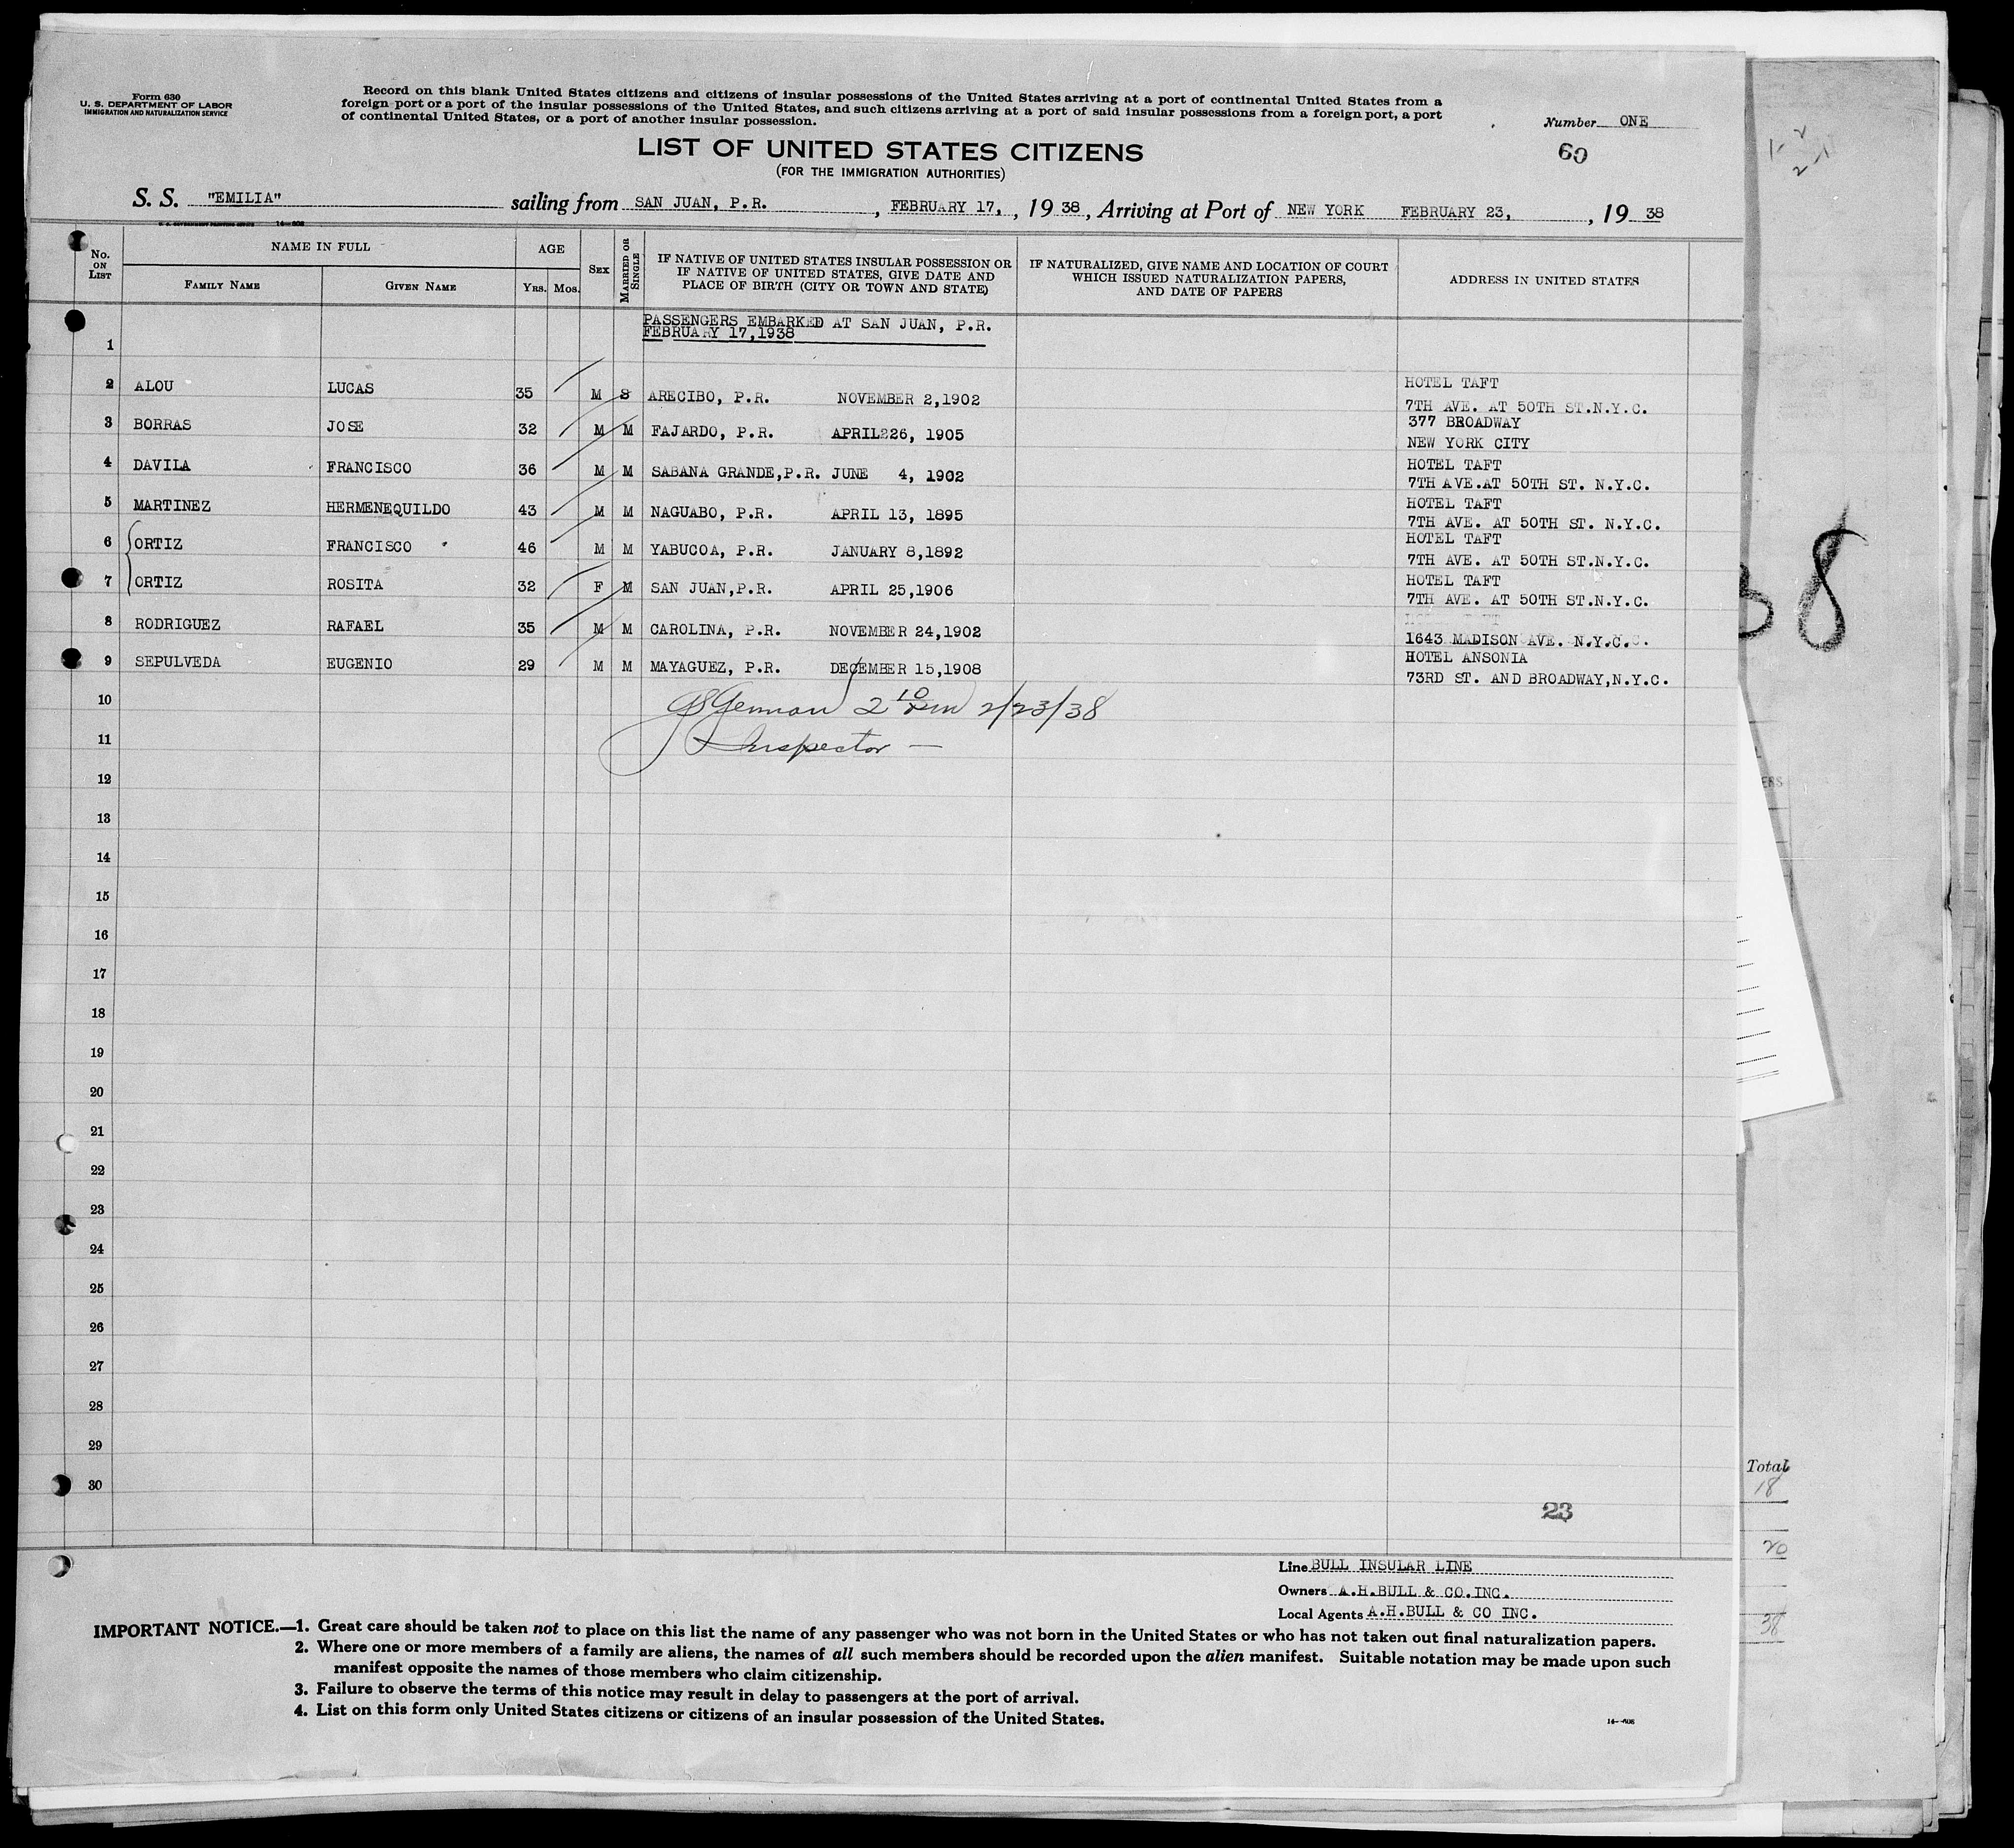 Form 630
U. S. DEPARTMENT OF LABOR
IMMIGRATION AND NATURALIZATION SERVICE
Record on this blank United States citizens and citizens of insular possessions of the United States arriving at a port of continental United States from a
foreign port or a port of the insular possessions of the United States, and such citizens arriving at a port of said insular possessions from a foreign port, a port
of continental United States, or a port of another insular possession.
Number ONE
60
LIST OF UNITED STATES CITIZENS
(FOR THE IMMIGRATION AUTHORITIES)
S. S. "EMILIA" sailing from SAN JUAN, P.R. , FEBRUARY 17, , 19 38 , Arriving at Port of NEW YORK FEBRUARY 23, , 19 38
No. ON LIST
NAME IN FULL
FAMILY NAME
GIVEN NAME
AGE
YRS. MOS.
SEX
MARRIED OR SINGLE
IF NATIVE OF UNITED STATES INSULAR POSSESSION OR
IF NATIVE OF UNITED STATES, GIVE DATE AND
PLACE OF BIRTH (CITY OR TOWN AND STATE)
IF NATURALIZED, GIVE NAME AND LOCATION OF COURT
WHICH ISSUED NATURALIZATION PAPERS,
AND DATE OF PAPERS
ADDRESS IN UNITED STATES
PASSENGERS EMBARKED AT SAN JUAN, P.R.
FEBRUARY 17,1938
1
2 ALOU LUCAS 35 M S ARECIBO, P.R. NOVEMBER 2,1902 HOTEL TAFT
7TH AVE. AT 50TH ST.N.Y.C.
3 BORRAS JOSE 32 M M FAJARDO, P.R. APRIL226, 1905 377 BROADWAY
NEW YORK CITY
4 DAVILA FRANCISCO 36 M M SABANA GRANDE,P.R. JUNE 4, 1902 HOTEL TAFT
7TH AVE.AT 50TH ST. N.Y.C.
5 MARTINEZ HERMENEQUILDO 43 M M NAGUABO, P.R. APRIL 13, 1895 HOTEL TAFT
7TH AVE. AT 50TH ST. N.Y.C.
6 ORTIZ FRANCISCO 46 M M YABUCOA, P.R. JANUARY 8,1892 HOTEL TAFT
7TH AVE. AT 50TH ST.N.Y.C.
7 ORTIZ ROSITA 32 F M SAN JUAN,P.R. APRIL 25,1906 HOTEL TAFT
7TH AVE. AT 50TH ST.N.Y.C.
8 RODRIGUEZ RAFAEL 35 M M CAROLINA, P.R. NOVEMBER 24,1902
1643 MADISON AVE. N.Y.C.
9 SEPULVEDA EUGENIO 29 M M MAYAGUEZ, P.R. DECEMBER 15,1908 HOTEL ANSONIA
73RD ST. AND BROADWAY,N.Y.C.
10
2 10 pm 2/23/38
11
Inspector
12
13
14
15
16
17
18
19
20
21
22
23
24
25
26
27
28
29
30
23
Line BULL INSULAR LINE
Owners A.H.BULL & CO.INC.
Local Agents A.H.BULL & CO INC.
IMPORTANT NOTICE.—1. Great care should be taken not to place on this list the name of any passenger who was not born in the United States or who has not taken out final naturalization papers.
2. Where one or more members of a family are aliens, the names of all such members should be recorded upon the alien manifest. Suitable notation may be made upon such
manifest opposite the names of those members who claim citizenship.
3. Failure to observe the terms of this notice may result in delay to passengers at the port of arrival.
4. List on this form only United States citizens or citizens of an insular possession of the United States.
38
ERS
Total
18
20
38